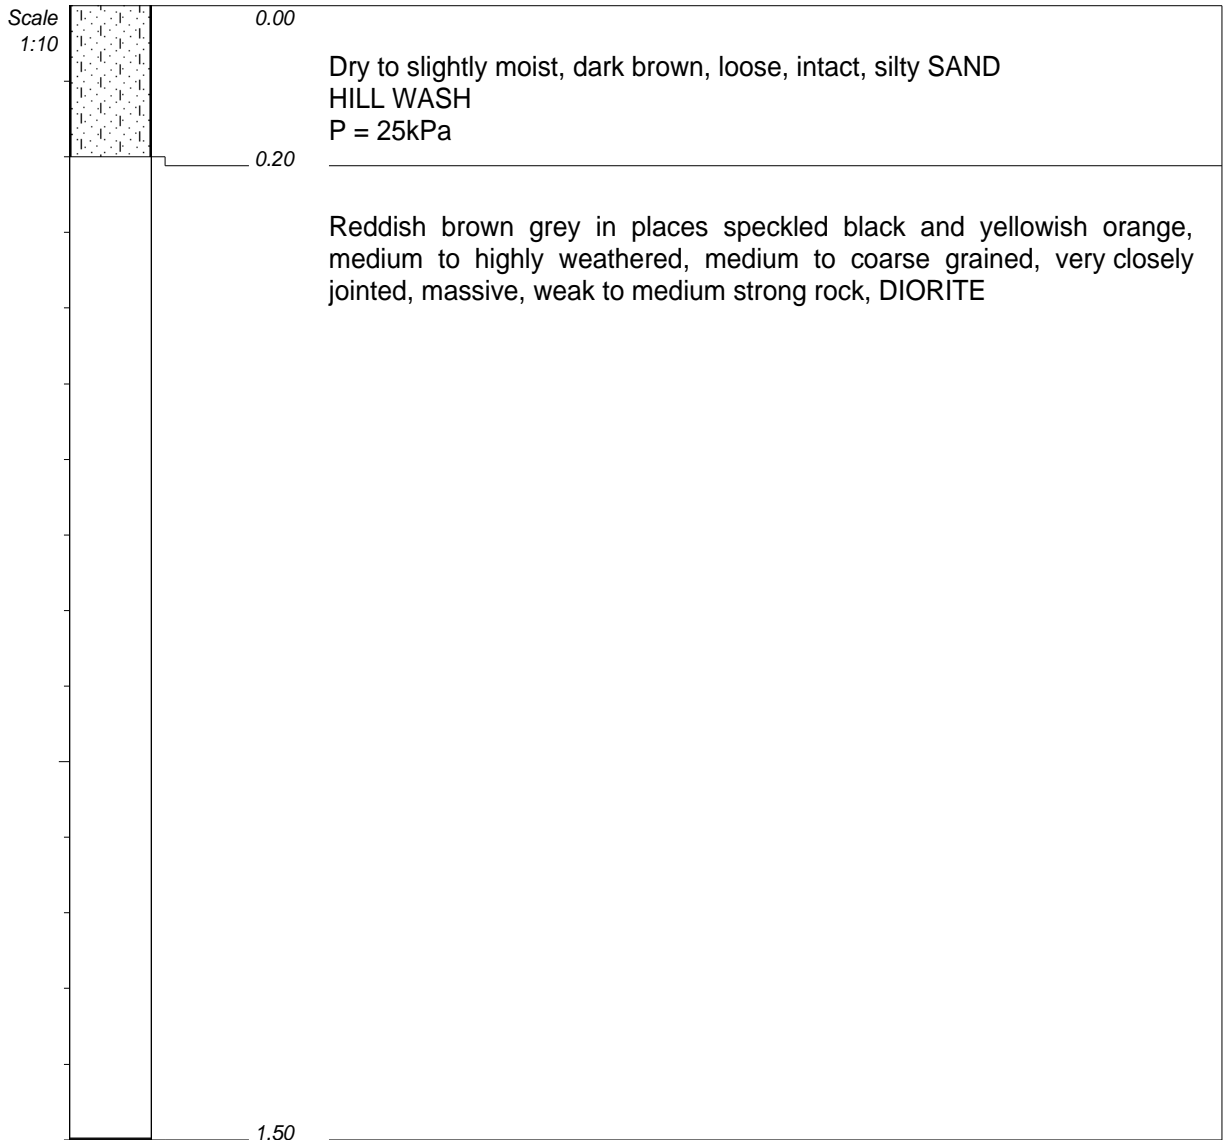 Scale
1:10
0.00
Dry to slightly moist, dark brown, loose, intact, silty SAND
HILL WASH
P = 25kPa
0.20
Reddish brown grey in places speckled black and yellowish orange,
medium to highly weathered, medium to coarse grained, very closely
jointed, massive, weak to medium strong rock, DIORITE
1.50